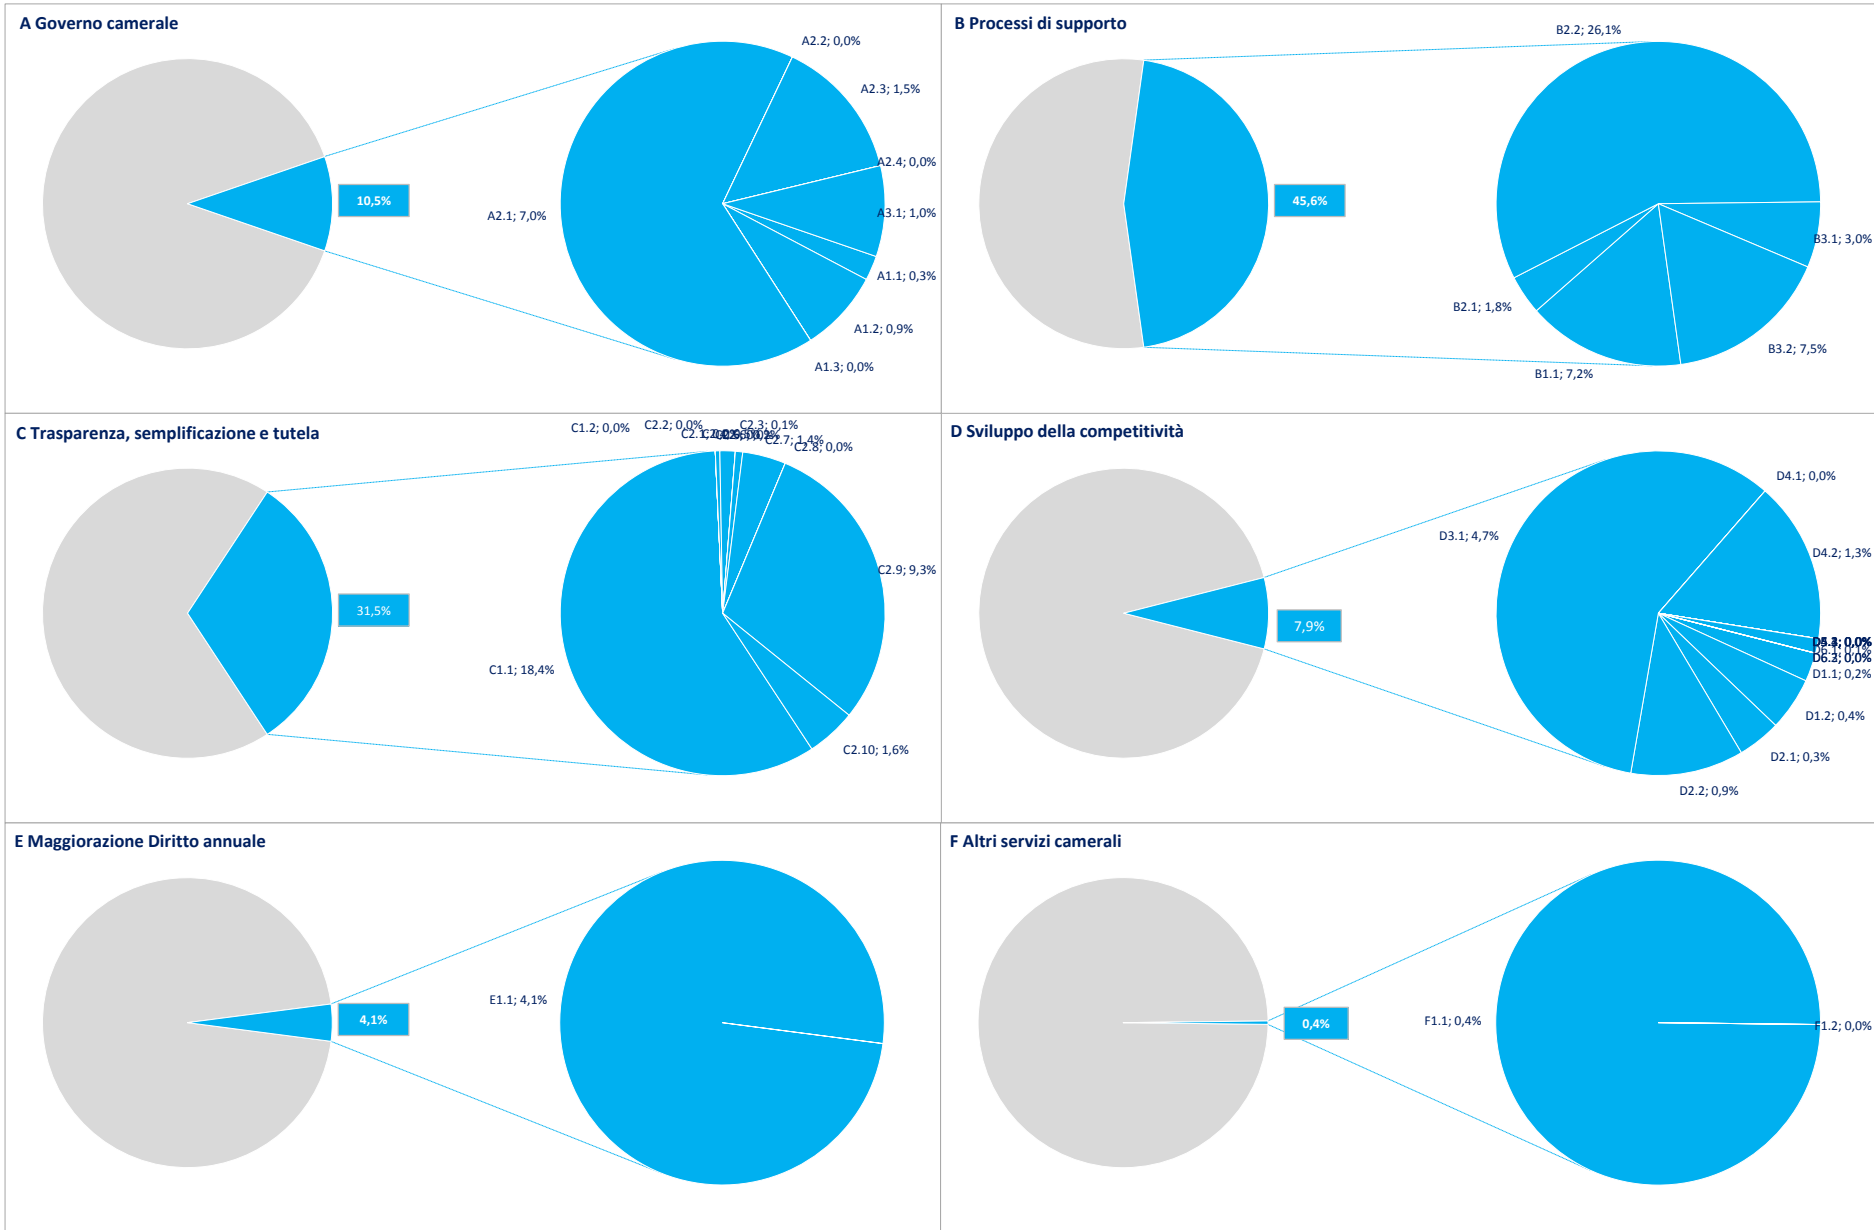 A Governo camerale
A2.2; 0,0%
A2.3; 1,5%
A2.4; 0,0%
10,5%
A2.1; 7,0%
A3.1; 1,0%
A1.1; 0,3%
A1.2; 0,9%
A1.3; 0,0%
B Processi di supporto
B2.2; 26,1%
45,6%
B3.1; 3,0%
B2.1; 1,8%
B3.2; 7,5%
B1.1; 7,2%
C Trasparenza, semplificazione e tutela
C1.2; 0,0%
C2.2; 0,0%
C2.3; 0,1%
C2.7; 1,4%
C2.8; 0,0%
C2.9; 9,3%
31,5%
C1.1; 18,4%
C2.10; 1,6%
D Sviluppo della competitività
D4.1; 0,0%
D3.1; 4,7%
D4.2; 1,3%
7,9%
D6.3; 0,0%
D1.1; 0,2%
D1.2; 0,4%
D2.1; 0,3%
D2.2; 0,9%
E Maggiorazione Diritto annuale
E1.1; 4,1%
4,1%
F Altri servizi camerali
F1.1; 0,4%
0,4%
F1.2; 0,0%